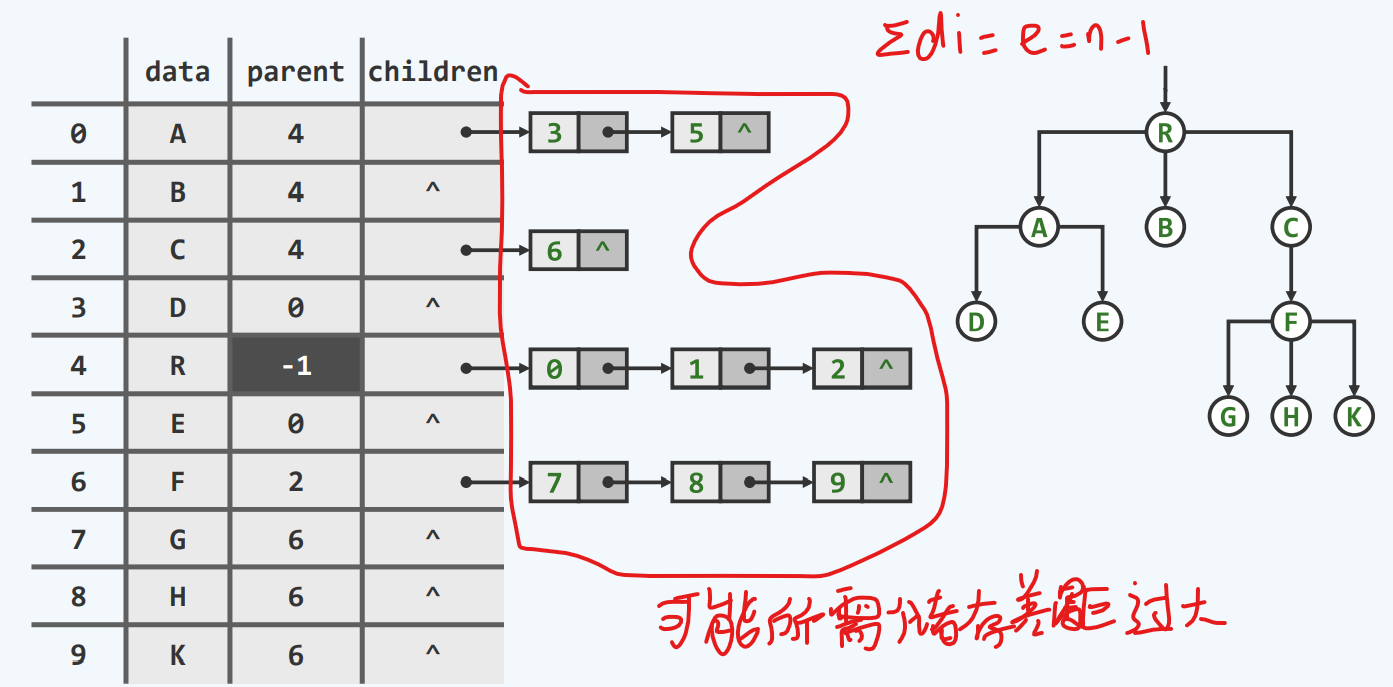 Σdi = e = n-1
data parent children
0 A 4 3 5 ^
1 B 4 ^
2 C 4 6 ^
3 D 0 ^
4 R -1 0 1 2 ^
5 E 0 ^
6 F 2 7 8 9 ^
7 G 6 ^
8 H 6 ^
9 K 6 ^
R
A B C
D E F
G H K
可能所需储存差距过大